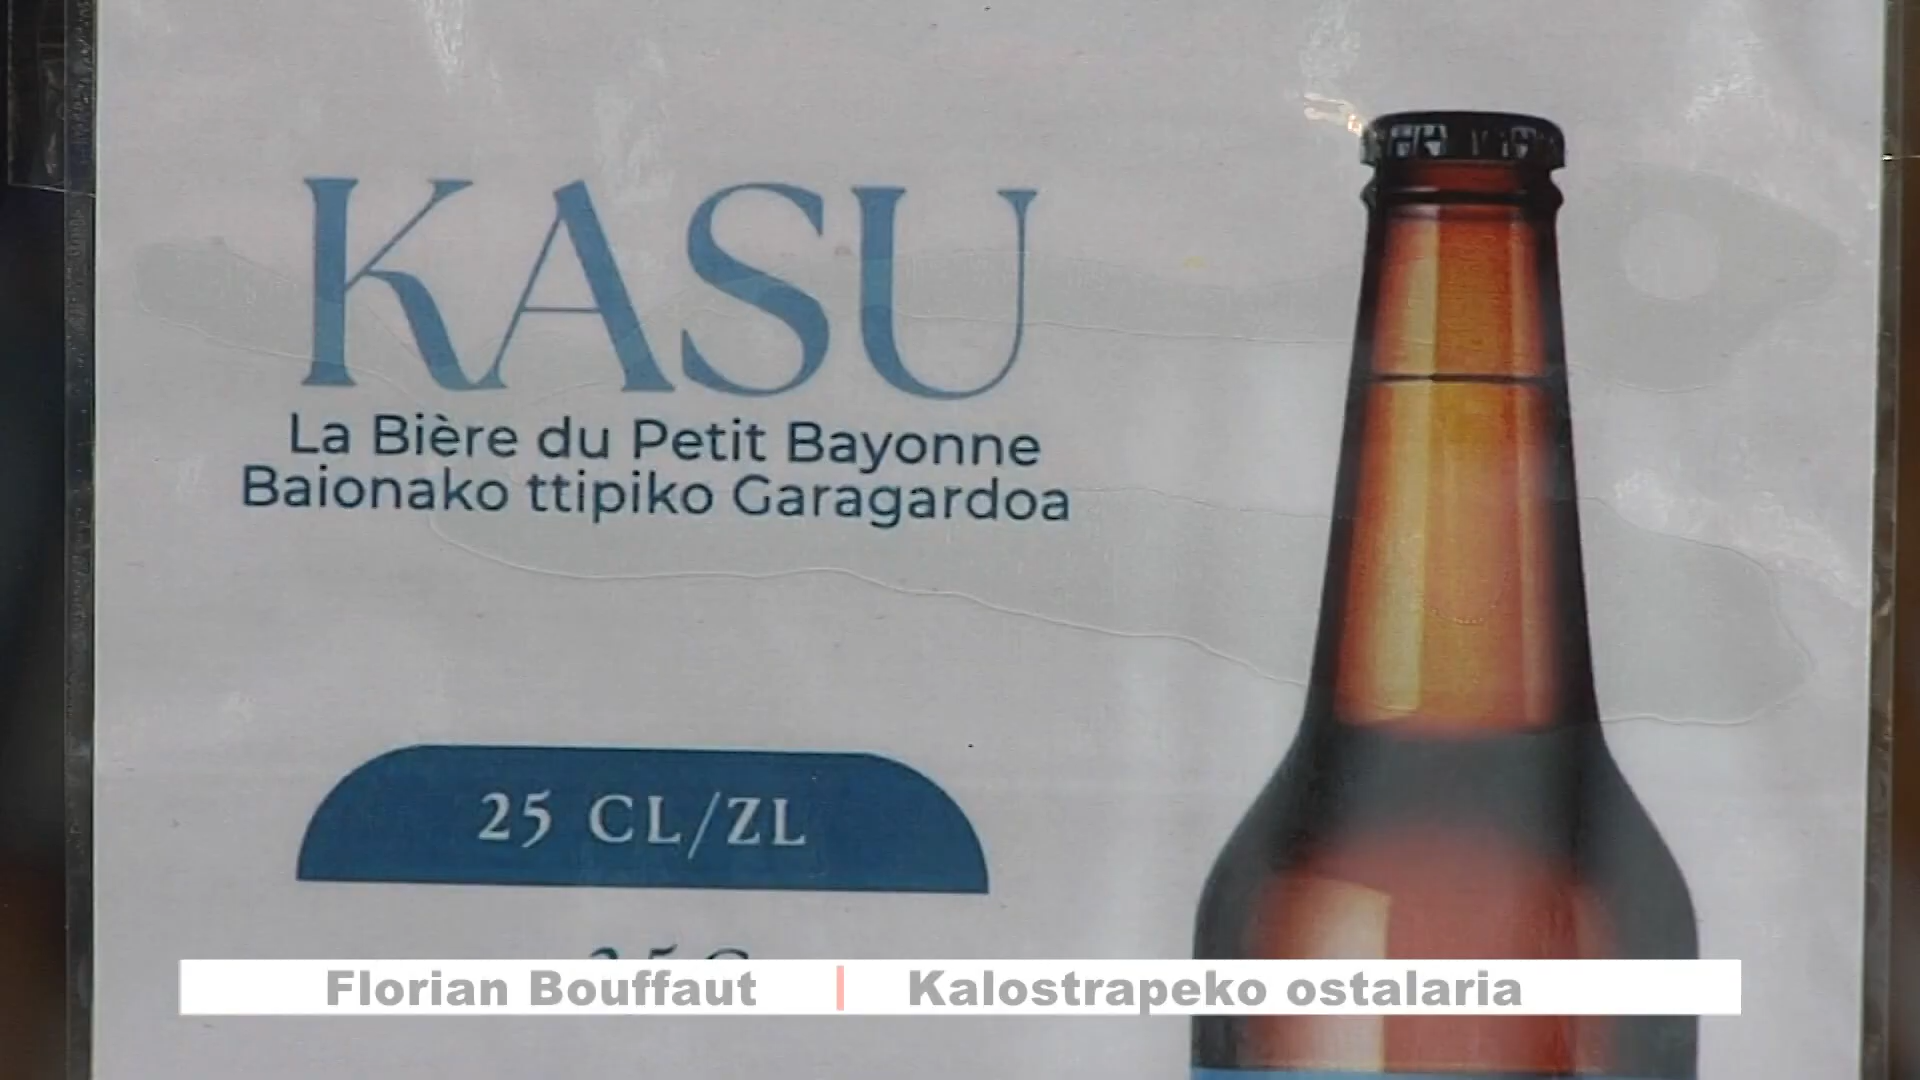 KASU
La Bière du Petit Bayonne
Baionako ttipiko Garagardoa
25 CL/ZL
Florian Bouffaut | Kalostrapeko ostalaria